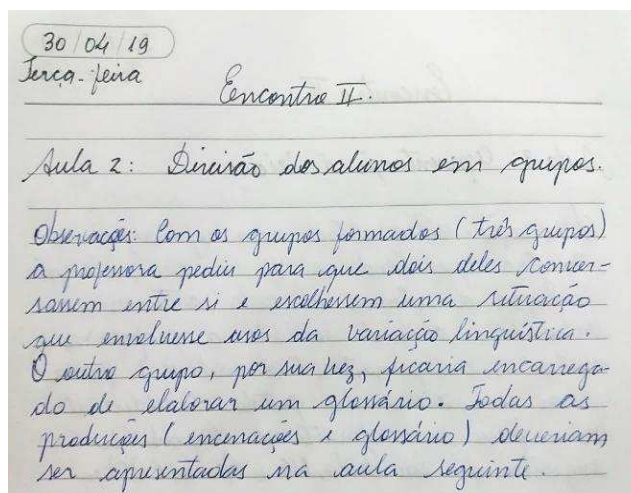 30/04/19
Terça-feira
Encontro II.
Aula 2: Divisão dos alunos em grupos.
Observações: Com os grupos formados (três grupos)
a professora pediu para que dois deles conver-
sassem entre si e escolhessem uma situação
que envolvesse usos da variação linguística.
O outro grupo, por sua vez, ficaria encarrega-
do de elaborar um glossário. Todas as
produções (encenações e glossário) deveriam
ser apresentadas na aula seguinte.